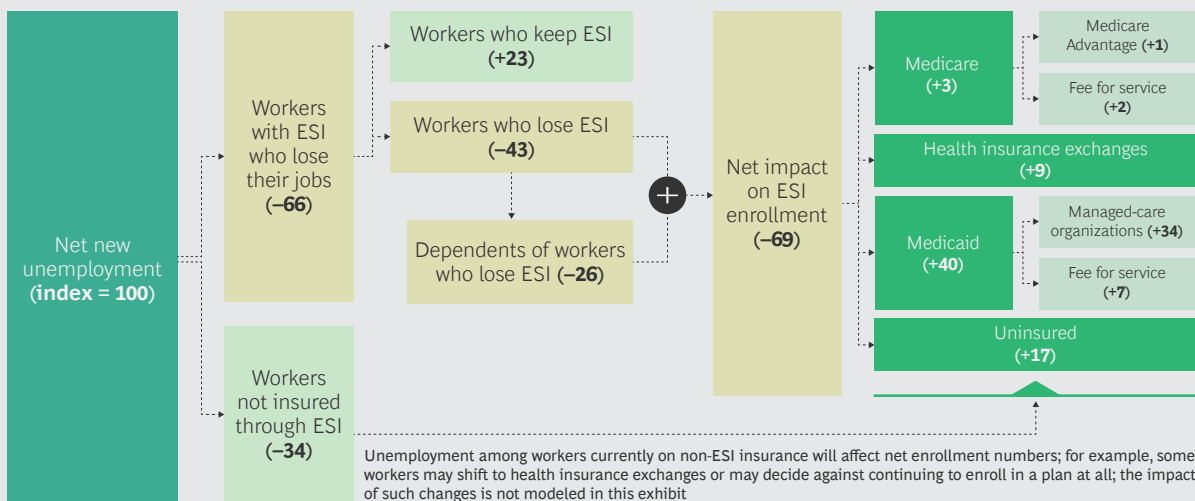 Net new
unemployment
(index = 100)
Workers
with ESI
who lose
their jobs
(–66)
Workers
not insured
through ESI
(–34)
Workers who keep ESI
(+23)
Workers who lose ESI
(–43)
Dependents of workers
who lose ESI (–26)
+
Net impact
on ESI
enrollment
(–69)
Medicare
(+3)
Medicare
Advantage (+1)
Fee for service
(+2)
Health insurance exchanges
(+9)
Medicaid
(+40)
Managed-care
organizations (+34)
Fee for service
(+7)
Uninsured
(+17)
Unemployment among workers currently on non-ESI insurance will affect net enrollment numbers; for example, some
workers may shift to health insurance exchanges or may decide against continuing to enroll in a plan at all; the impact
of such changes is not modeled in this exhibit